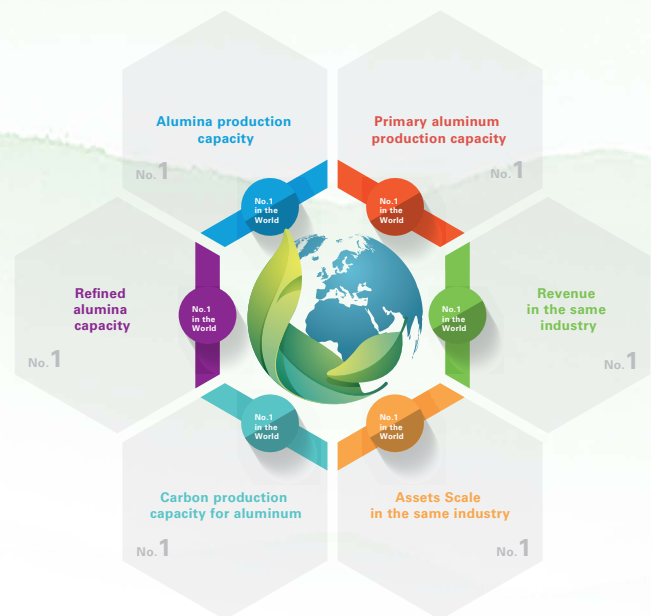 Alumina production
capacity
No.1
No.1
in the
World
Primary aluminum
production capacity
No.1
No.1
in the
World
Refined
alumina
capacity
No.1
No.1
in the
World
Revenue
in the same
industry
No.1
No.1
in the
World
Carbon production
capacity for aluminum
No.1
No.1
in the
World
Assets Scale
in the same industry
No.1
No.1
in the
World